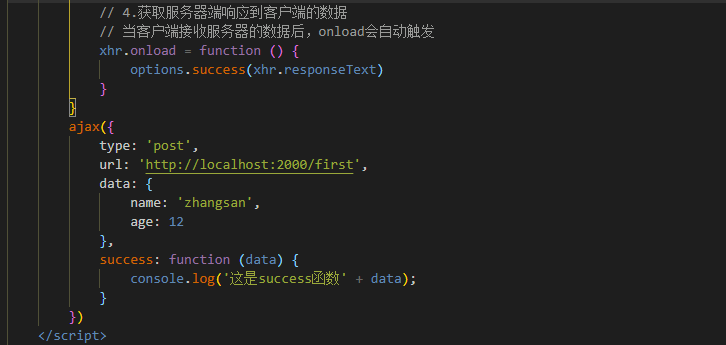 // 4.获取服务器端响应到客户端的数据
// 当客户端接收服务器的数据后，onload会自动触发
xhr.onload = function () {
options.success(xhr.responseText)
}
}
ajax({
type: 'post',
url: 'http://localhost:2000/first',
data: {
name: 'zhangsan',
age: 12
},
success: function (data) {
console.log('这是success函数' + data);
}
})
</script>